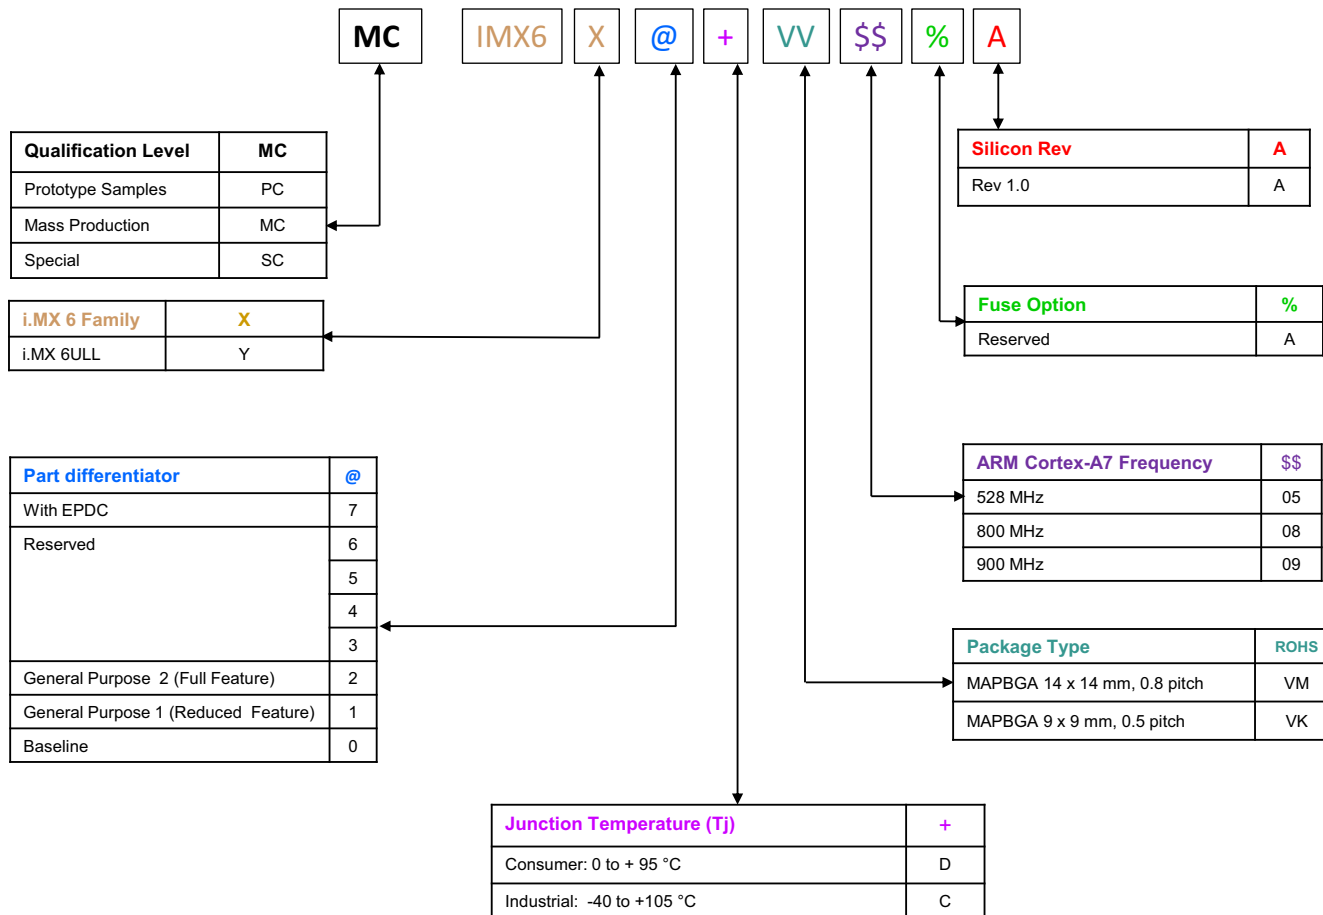 MC IMX6 X @ + VV $$ % A
Qualification Level MC
Prototype Samples PC
Mass Production MC
Special SC
Silicon Rev A
Rev 1.0 A
i.MX 6 Family X
i.MX 6ULL Y
Fuse Option %
Reserved A
Part differentiator @
With EPDC 7
Reserved 6
5
4
3
General Purpose 2 (Full Feature) 2
General Purpose 1 (Reduced Feature) 1
Baseline 0
ARM Cortex-A7 Frequency $$
528 MHz 05
800 MHz 08
900 MHz 09
Package Type ROHS
MAPBGA 14 x 14 mm, 0.8 pitch VM
MAPBGA 9 x 9 mm, 0.5 pitch VK
Junction Temperature (Tj) +
Consumer: 0 to + 95 °C D
Industrial: -40 to +105 °C C